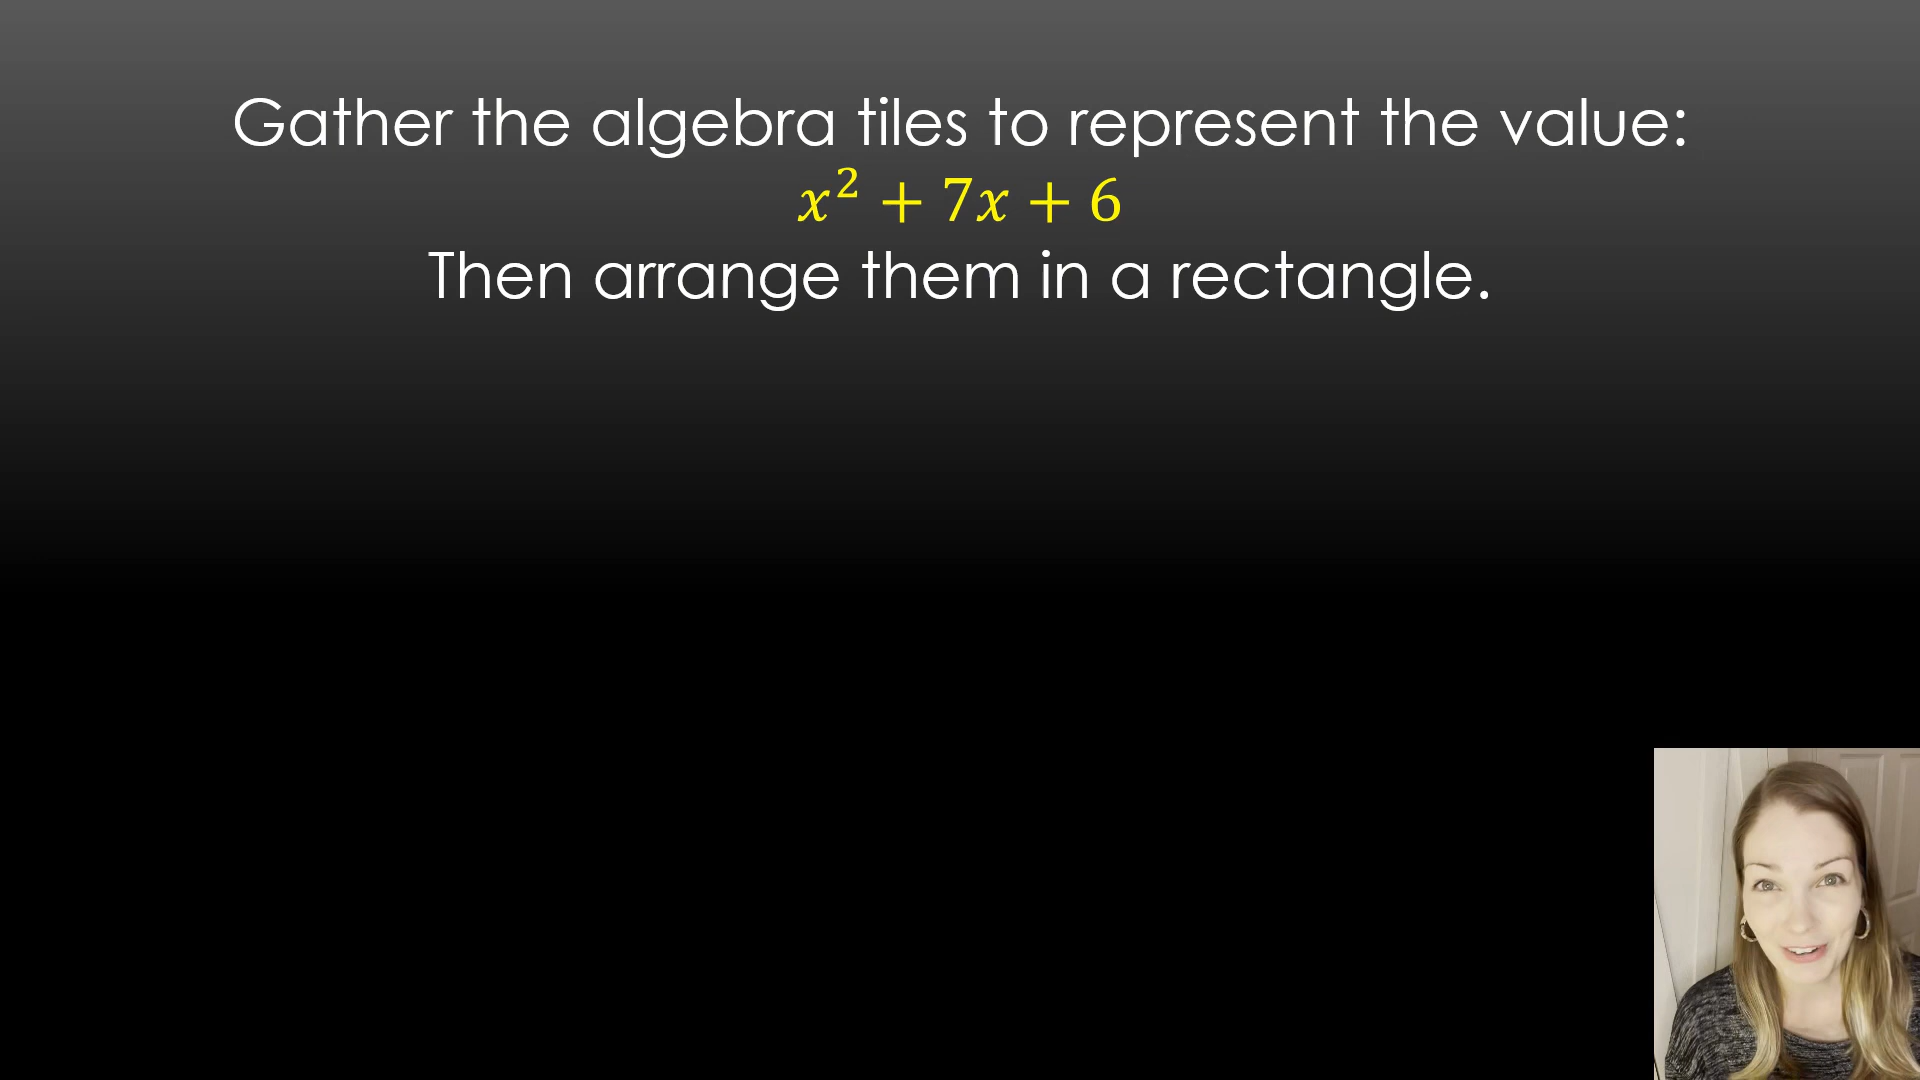 Gather the algebra tiles to represent the value:
x² + 7x + 6
Then arrange them in a rectangle.